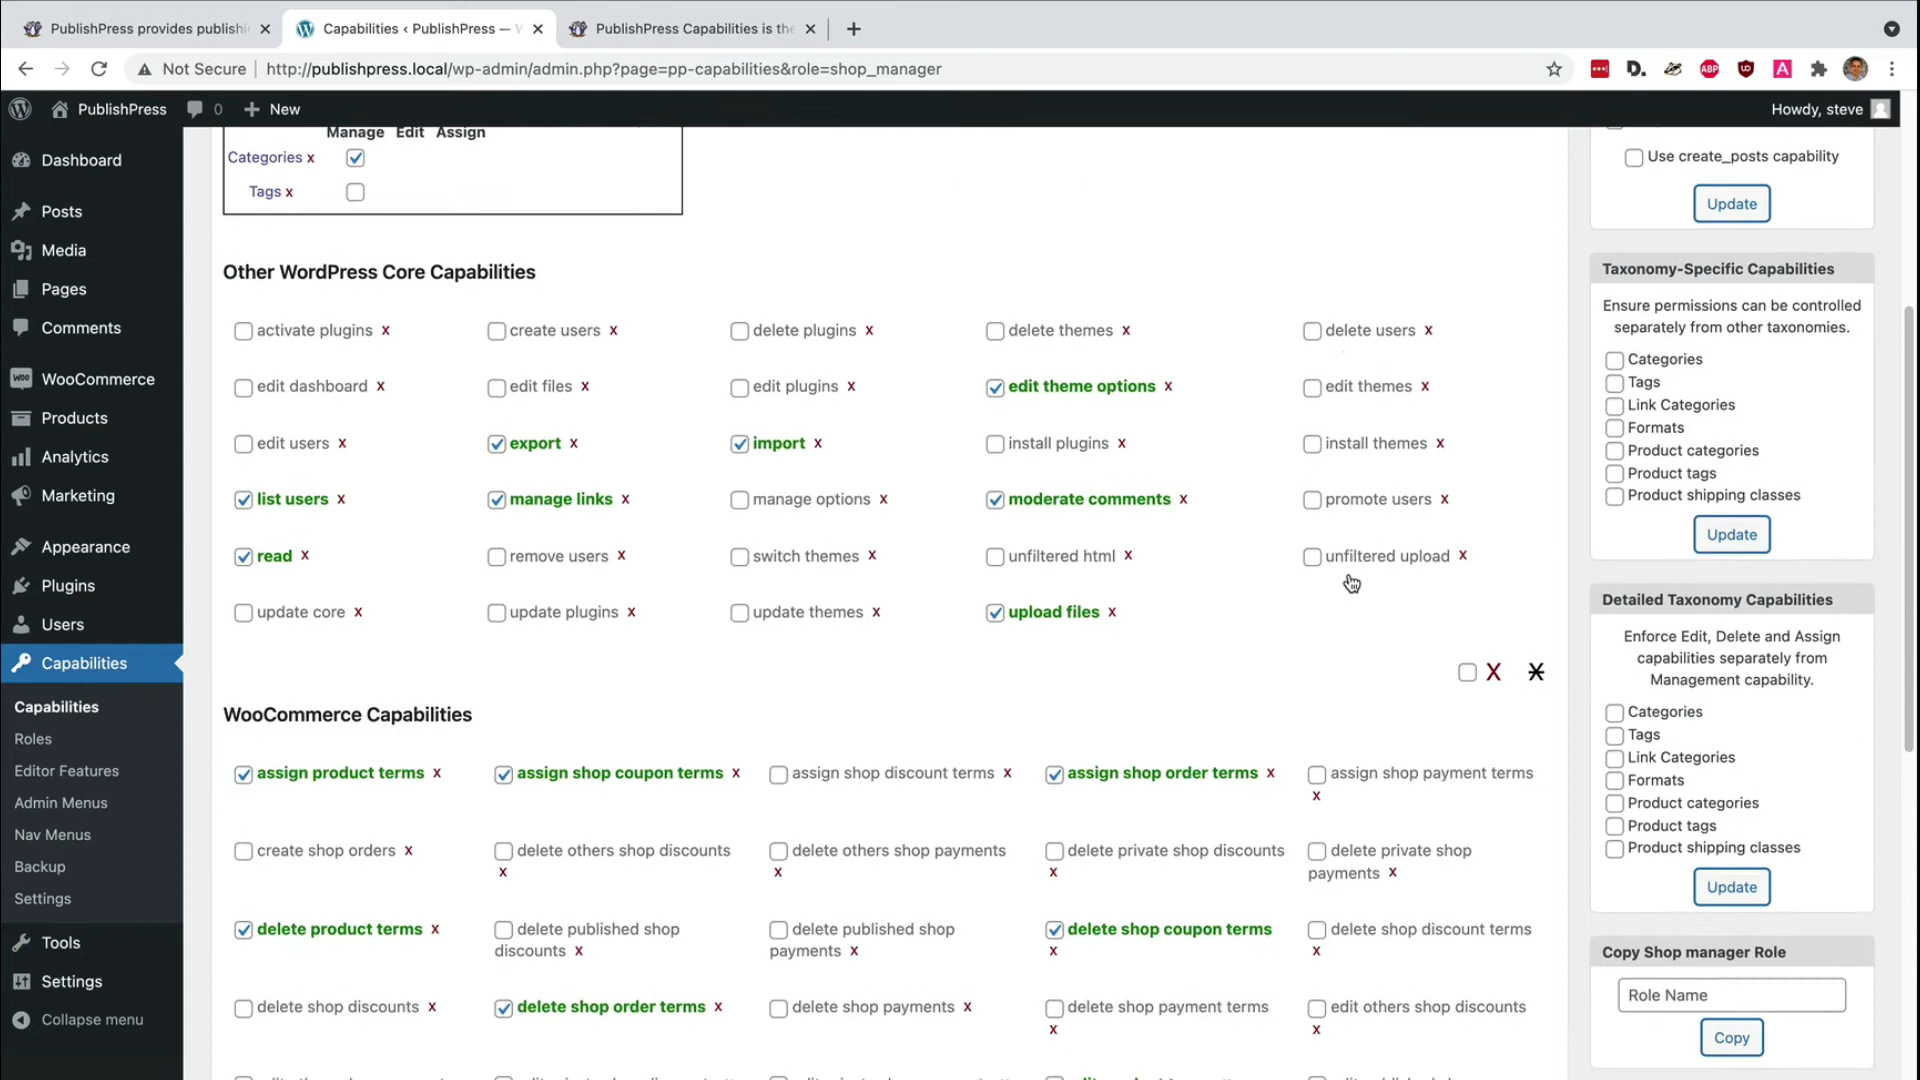 PublishPress provides publishi
Capabilities ‹ PublishPress — W
PublishPress Capabilities is the
Not Secure
http://publishpress.local/wp-admin/admin.php?page=pp-capabilities&role=shop_manager
ABP
PublishPress
0
New
Howdy, steve
Dashboard
Posts
Media
Pages
Comments
WooCommerce
Products
Analytics
Marketing
Appearance
Plugins
Users
Capabilities
Capabilities
Roles
Editor Features
Admin Menus
Nav Menus
Backup
Settings
Tools
Settings
Collapse menu
Manage Edit Assign
Categories x
Tags x
Other WordPress Core Capabilities
activate plugins x create users x delete plugins x delete themes x delete users x
edit dashboard x edit files x edit plugins x edit theme options x edit themes x
edit users x export x import x install plugins x install themes x
list users x manage links x manage options x moderate comments x promote users x
read x remove users x switch themes x unfiltered html x unfiltered upload x
update core x update plugins x update themes x upload files x
X X
WooCommerce Capabilities
assign product terms x assign shop coupon terms x assign shop discount terms x assign shop order terms x assign shop payment terms
x
create shop orders x delete others shop discounts delete others shop payments delete private shop discounts delete private shop
x x x payments x
delete product terms x delete published shop delete published shop delete shop coupon terms delete shop discount terms
discounts x payments x x x
delete shop discounts x delete shop order terms x delete shop payments x delete shop payment terms edit others shop discounts
x x
Use create_posts capability
Update
Taxonomy-Specific Capabilities
Ensure permissions can be controlled
separately from other taxonomies.
Categories
Tags
Link Categories
Formats
Product categories
Product tags
Product shipping classes
Update
Detailed Taxonomy Capabilities
Enforce Edit, Delete and Assign
capabilities separately from
Management capability.
Categories
Tags
Link Categories
Formats
Product categories
Product tags
Product shipping classes
Update
Copy Shop manager Role
Role Name
Copy